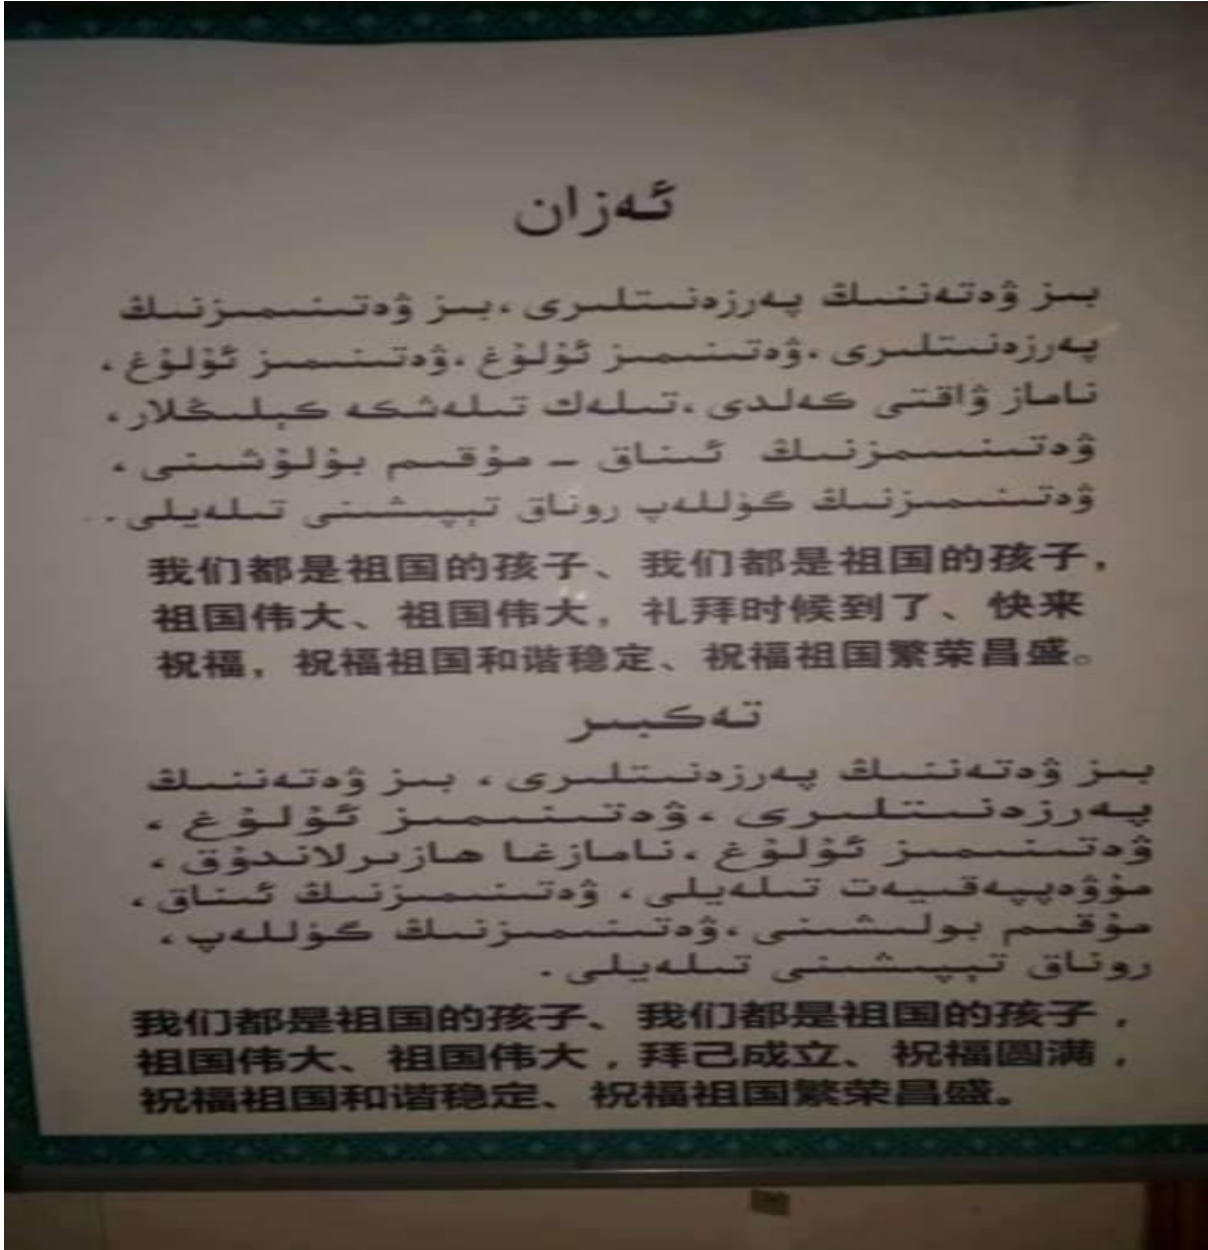 ئەزان
بىز ۋەتەننىڭ پەرزەنىتلىرى ،بىز ۋەتىنىمىزنىڭ
پەرزەنىتلىرى ،ۋەتىنىمىز ئۇلۇغ ،ۋەتىنىمىز ئۇلۇغ ،
ناماز ۋاقتى كەلدى ،تىلەك تىلەشكە كېلىڭلار ،
ۋەتىنىمىزنىڭ ئىناق - مۇقىم بۇلۇشىنى ،
ۋەتىنىمىزنىڭ گۈللەپ روناق تېپىشىنى تىلەيلى . .
我们都是祖国的孩子、我们都是祖国的孩子，
祖国伟大、祖国伟大，礼拜时候到了、快来
祝福，祝福祖国和谐稳定、祝福祖国繁荣昌盛。
تەكبىر
بىز ۋەتەننىڭ پەرزەنىتلىرى ، بىز ۋەتەننىڭ
پەرزەنىتلىرى ،ۋەتىنىمىز ئۇلۇغ ،
ۋەتىنىمىز ئۇلۇغ ،نامازغا ھازىرلاندۇق ،
مۇۋەپپەقىيەت تىلەيلى ، ۋەتىنىمىزنىڭ ئىناق ،
مۇقىم بولىشىنى ،ۋەتىنىمىزنىڭ گۈللەپ ،
روناق تېپىشىنى تىلەيلى .
我们都是祖国的孩子、我们都是祖国的孩子，
祖国伟大、祖国伟大，拜己成立、祝福圆满，
祝福祖国和谐稳定、祝福祖国繁荣昌盛。